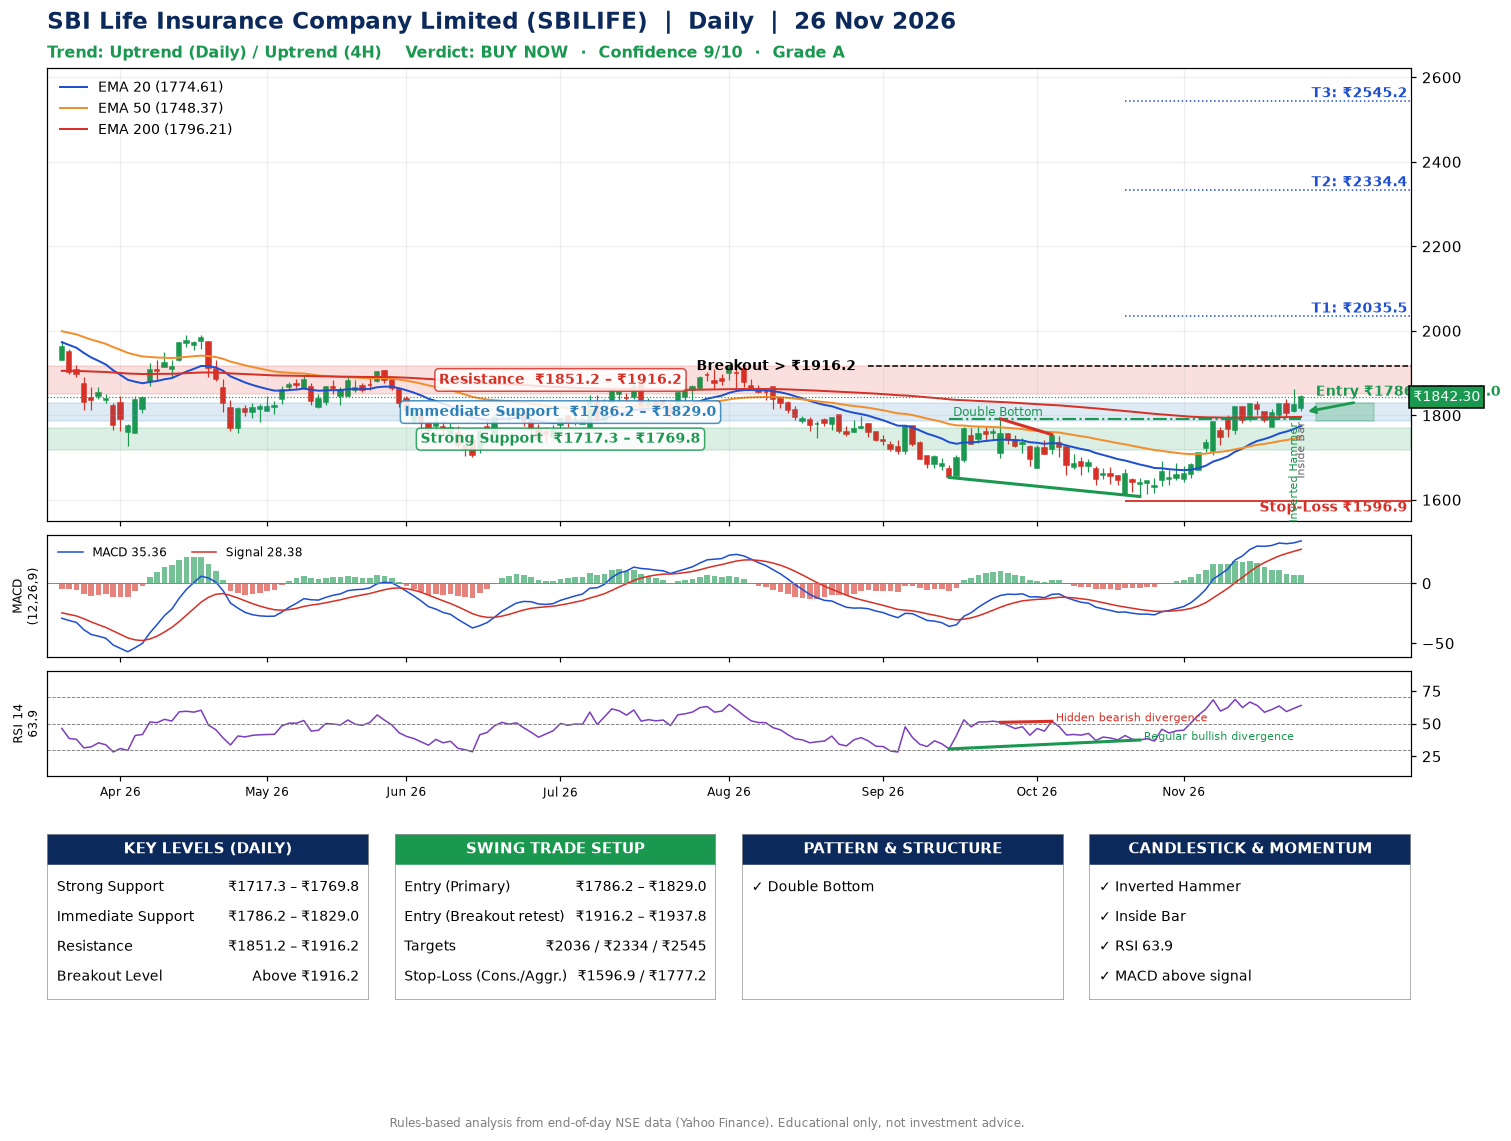 SBI Life Insurance Company Limited (SBILIFE) | Daily | 26 Nov 2026
Trend: Uptrend (Daily) / Uptrend (4H) Verdict: BUY NOW · Confidence 9/10 · Grade A
EMA 20 (1774.61)
EMA 50 (1748.37)
EMA 200 (1796.21)
2600
T3: ₹2545.2
2400
T2: ₹2334.4
2200
T1: ₹2035.5
2000
Breakout > ₹1916.2
Resistance ₹1851.2 – ₹1916.2
Entry ₹1786
.0
₹1842.30
Immediate Support ₹1786.2 – ₹1829.0
Double Bottom
1800
Strong Support ₹1717.3 – ₹1769.8
Inverted Hammer
Inside Bar
1600
Stop-Loss ₹1596.9
MACD 35.36
Signal 28.38
MACD
(12,26,9)
0
−50
RSI 14
63.9
75
50
25
Hidden bearish divergence
Regular bullish divergence
Apr 26
May 26
Jun 26
Jul 26
Aug 26
Sep 26
Oct 26
Nov 26
KEY LEVELS (DAILY)
Strong Support ₹1717.3 – ₹1769.8
Immediate Support ₹1786.2 – ₹1829.0
Resistance ₹1851.2 – ₹1916.2
Breakout Level Above ₹1916.2
SWING TRADE SETUP
Entry (Primary) ₹1786.2 – ₹1829.0
Entry (Breakout retest) ₹1916.2 – ₹1937.8
Targets ₹2036 / ₹2334 / ₹2545
Stop-Loss (Cons./Aggr.) ₹1596.9 / ₹1777.2
PATTERN & STRUCTURE
✓ Double Bottom
CANDLESTICK & MOMENTUM
✓ Inverted Hammer
✓ Inside Bar
✓ RSI 63.9
✓ MACD above signal
Rules-based analysis from end-of-day NSE data (Yahoo Finance). Educational only, not investment advice.